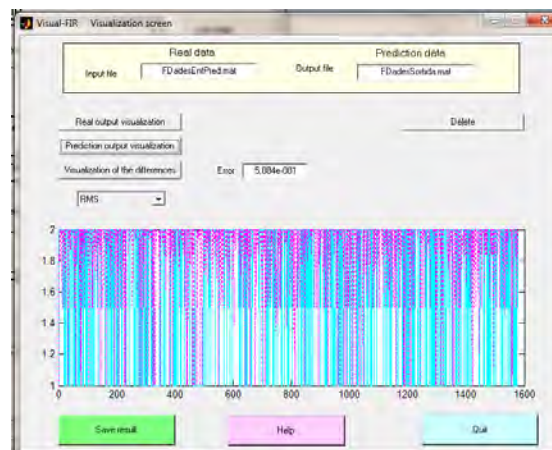 Visual-FIR Visualization screen
Real data
Prediction data
Input file
FDadesEntPred.mat
Output file
FDadesSortida.mat
Real output visualization
Delete
Prediction output visualization
Visualization of the differences
Error
5.084e-001
RMS
2
1.8
1.6
1.4
1.2
1
0 200 400 600 800 1000 1200 1400 1600
Save result
Help
Quit